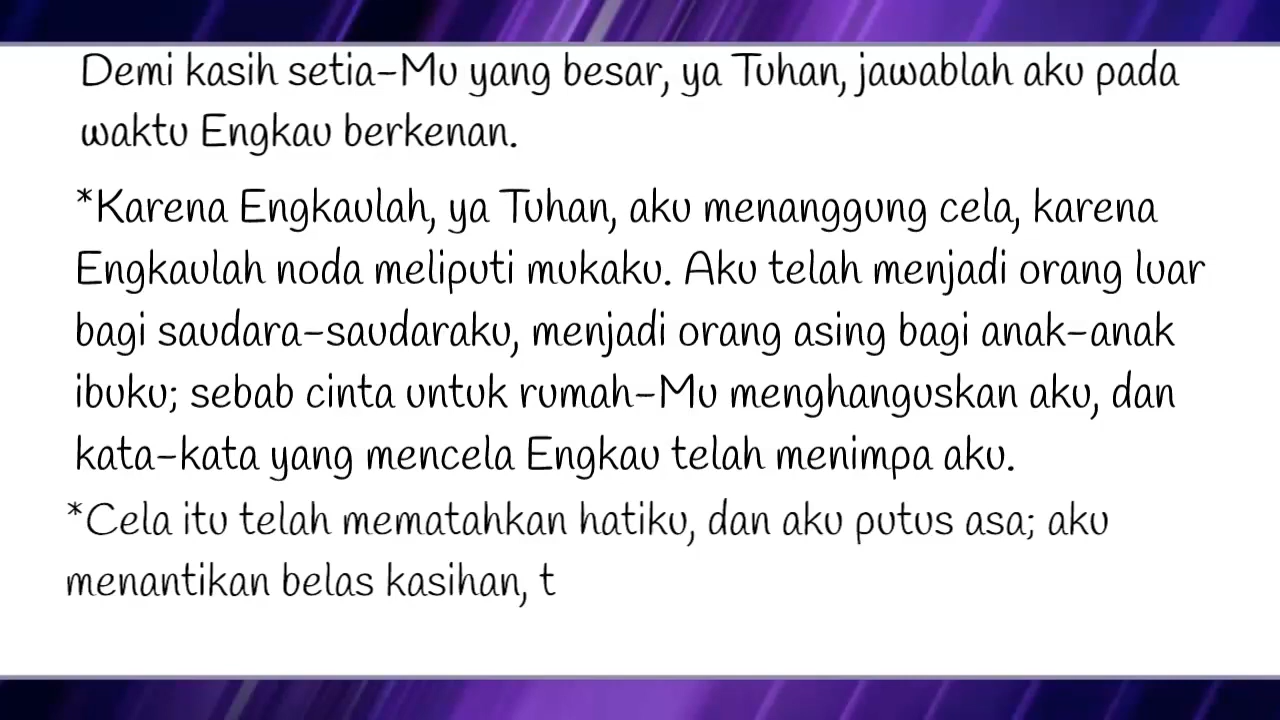 Demi kasih setia-Mu yang besar, ya Tuhan, jawablah aku pada
waktu Engkau berkenan.
*Karena Engkaulah, ya Tuhan, aku menanggung cela, karena
Engkaulah noda meliputi mukaku. Aku telah menjadi orang luar
bagi saudara-saudaraku, menjadi orang asing bagi anak-anak
ibuku; sebab cinta untuk rumah-Mu menghanguskan aku, dan
kata-kata yang mencela Engkau telah menimpa aku.
*Cela itu telah mematahkan hatiku, dan aku putus asa; aku
menantikan belas kasihan, t